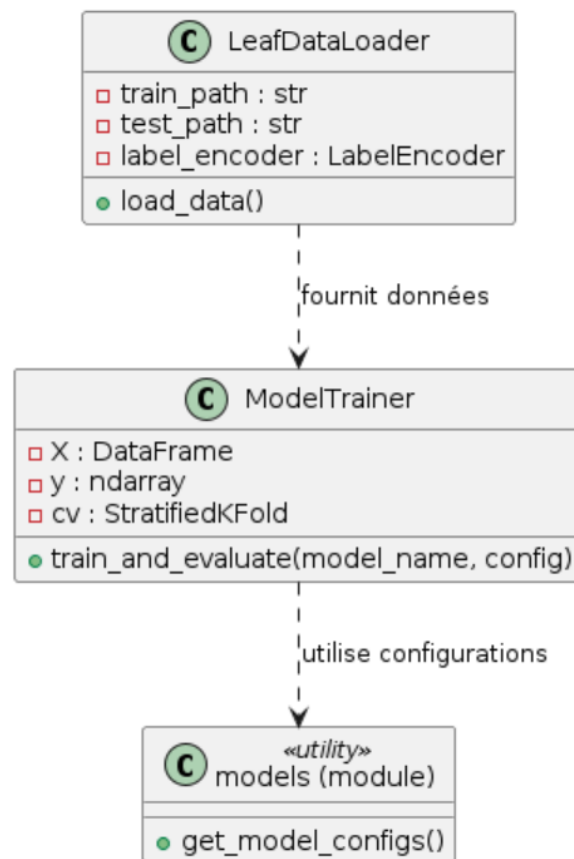 C LeafDataLoader
train_path : str
test_path : str
label_encoder : LabelEncoder
load_data()
fournit données
C ModelTrainer
X : DataFrame
y : ndarray
cv : StratifiedKFold
train_and_evaluate(model_name, config)
utilise configurations
«utility»
C models (module)
get_model_configs()